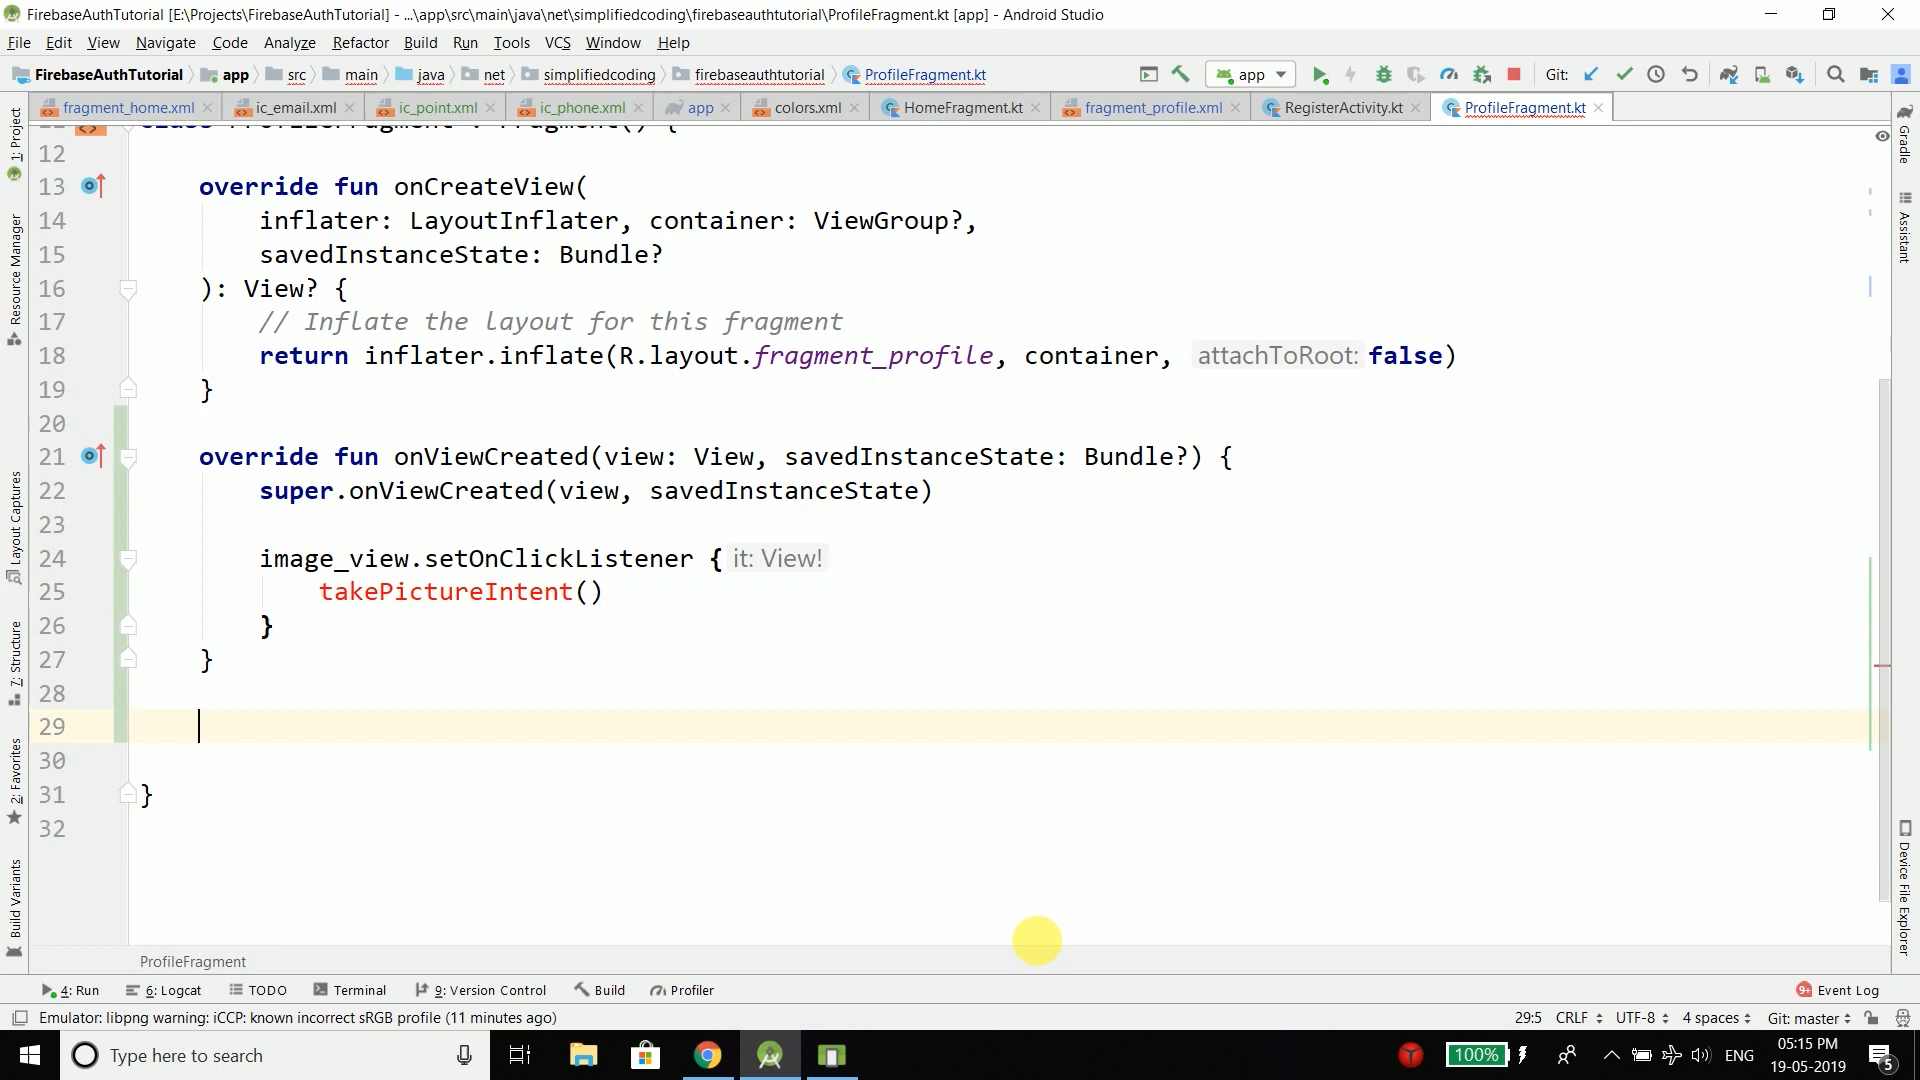 FirebaseAuthTutorial [E:\Projects\FirebaseAuthTutorial] - ...\app\src\main\java\net\simplifiedcoding\firebaseauthtutorial\ProfileFragment.kt [app] - Android Studio
File Edit View Navigate Code Analyze Refactor Build Run Tools VCS Window Help
FirebaseAuthTutorial app src main java net simplifiedcoding firebaseauthtutorial ProfileFragment.kt app Git:
fragment_home.xml ic_email.xml ic_point.xml ic_phone.xml app colors.xml HomeFragment.kt fragment_profile.xml RegisterActivity.kt ProfileFragment.kt
1: Project
Resource Manager
Layout Captures
7: Structure
2: Favorites
Build Variants
class ProfileFragment : Fragment() {
12
13 override fun onCreateView(
14 inflater: LayoutInflater, container: ViewGroup?,
15 savedInstanceState: Bundle?
16 ): View? {
17 // Inflate the layout for this fragment
18 return inflater.inflate(R.layout.fragment_profile, container, attachToRoot: false)
19 }
20
21 override fun onViewCreated(view: View, savedInstanceState: Bundle?) {
22 super.onViewCreated(view, savedInstanceState)
23
24 image_view.setOnClickListener { it: View!
25 takePictureIntent()
26 }
27 }
28
29
30
31 }
32
Gradle
Assistant
Device File Explorer
ProfileFragment
4: Run 6: Logcat TODO Terminal 9: Version Control Build Profiler 9+ Event Log
Emulator: libpng warning: iCCP: known incorrect sRGB profile (11 minutes ago) 29:5 CRLF UTF-8 4 spaces Git: master
Type here to search 100% ENG 05:15 PM
19-05-2019 5